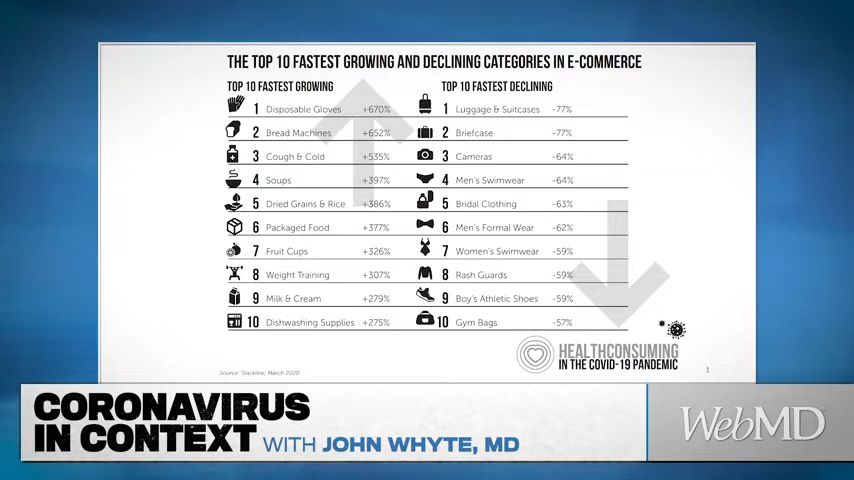 THE TOP 10 FASTEST GROWING AND DECLINING CATEGORIES IN E-COMMERCE
TOP 10 FASTEST GROWING
1 Disposable Gloves +670%
2 Bread Machines +652%
3 Cough & Cold +535%
4 Soups +397%
5 Dried Grains & Rice +386%
6 Packaged Food +377%
7 Fruit Cups +326%
8 Weight Training +307%
9 Milk & Cream +279%
10 Dishwashing Supplies +275%
TOP 10 FASTEST DECLINING
1 Luggage & Suitcases -77%
2 Briefcase -77%
3 Cameras -64%
4 Men's Swimwear -64%
5 Bridal Clothing -63%
6 Men's Formal Wear -62%
7 Women's Swimwear -59%
8 Rash Guards -59%
9 Boy's Athletic Shoes -59%
10 Gym Bags -57%
HEALTHCONSUMING
IN THE COVID-19 PANDEMIC
Source: Stackline, March 2020
1
CORONAVIRUS
IN CONTEXT WITH JOHN WHYTE, MD
WebMD